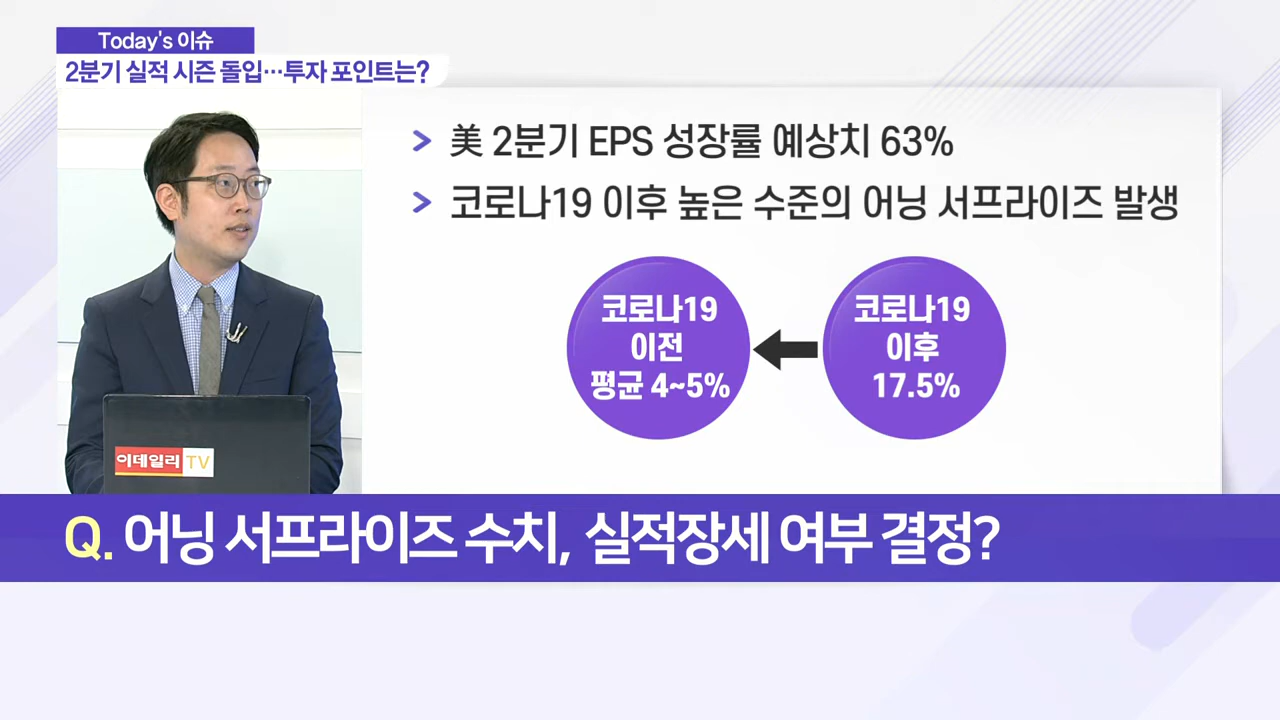 Today's 이슈
2분기 실적 시즌 돌입…투자 포인트는?
> 美 2분기 EPS 성장률 예상치 63%
> 코로나19 이후 높은 수준의 어닝 서프라이즈 발생
코로나19
이전
평균 4~5%
코로나19
이후
17.5%
이데일리 TV
Q. 어닝 서프라이즈 수치, 실적장세 여부 결정?